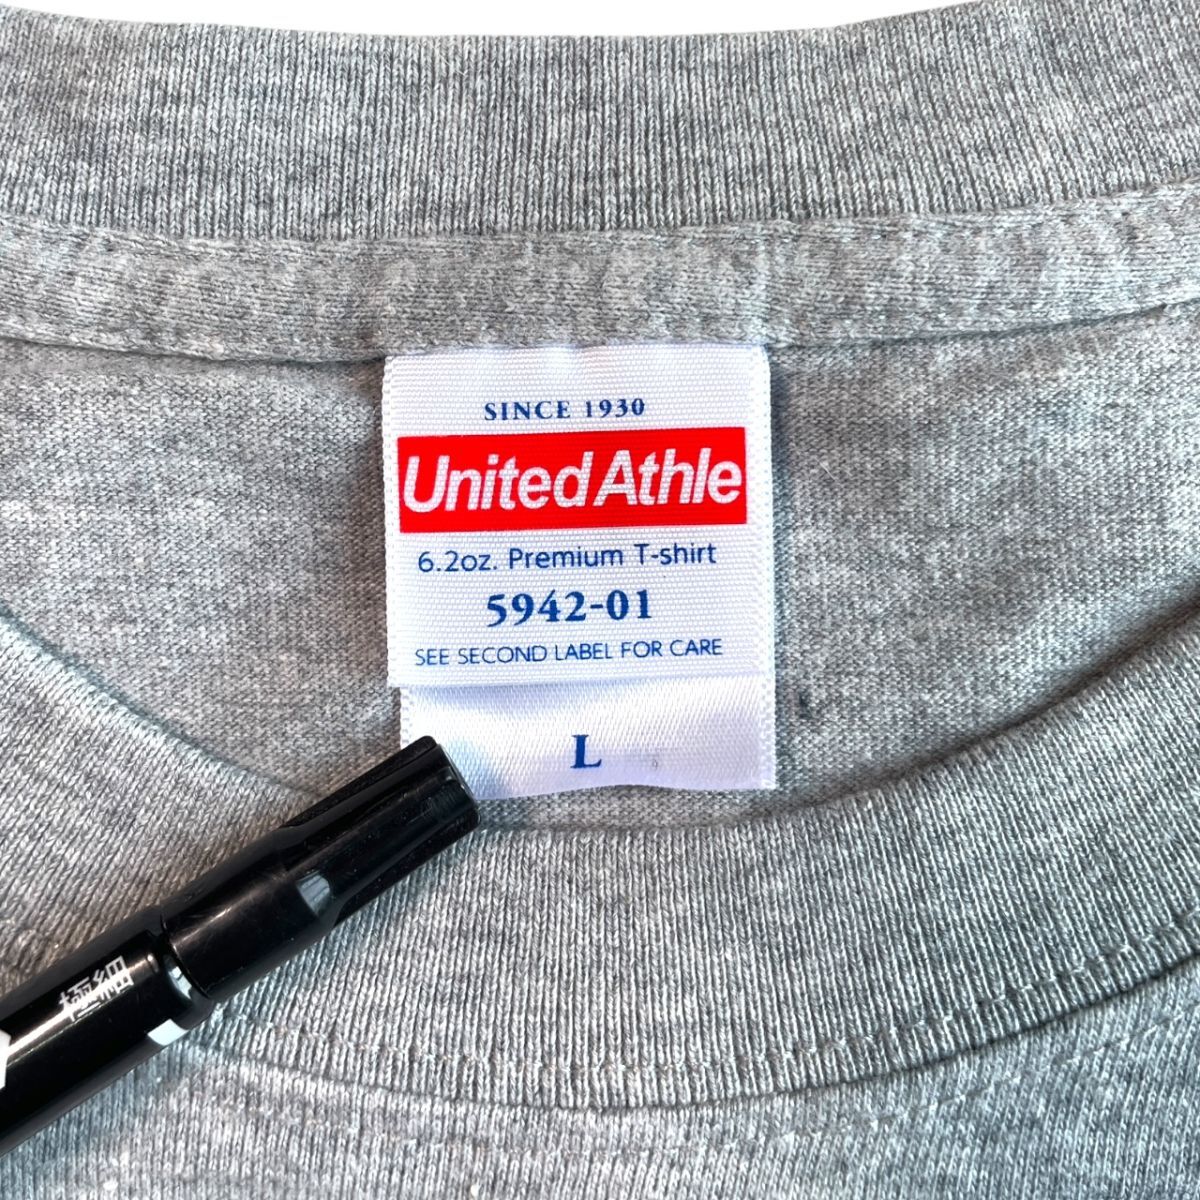 SINCE 1930
United Athle
6.2oz. Premium T-shirt
5942-01
SEE SECOND LABEL FOR CARE
L
極細